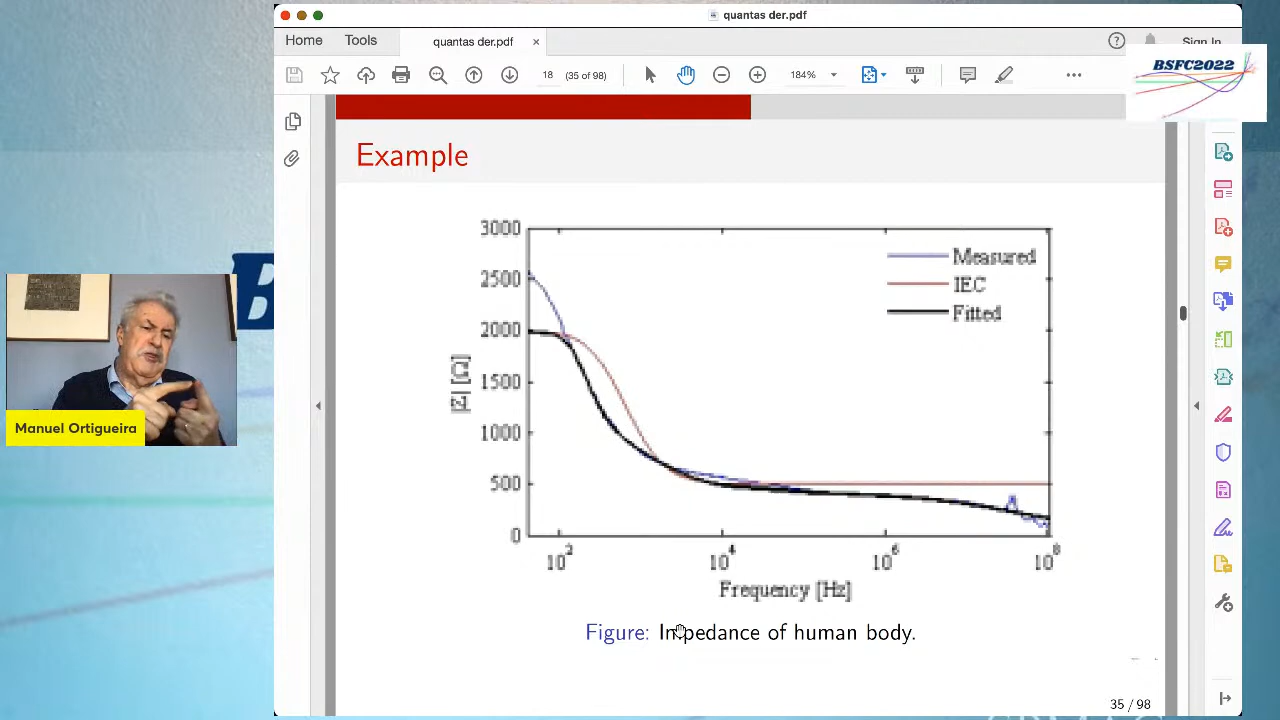 quantas der.pdf
Home
Tools
quantas der.pdf
Sign In
(35 of 98)
184%
BSFC2022
Example
3000
2500
2000
1500
1000
500
0
|Z| [Ω]
Measured
IEC
Fitted
10²
10⁴
10⁶
10⁸
Frequency [Hz]
Figure: Impedance of human body.
35 / 98
Manuel Ortigueira